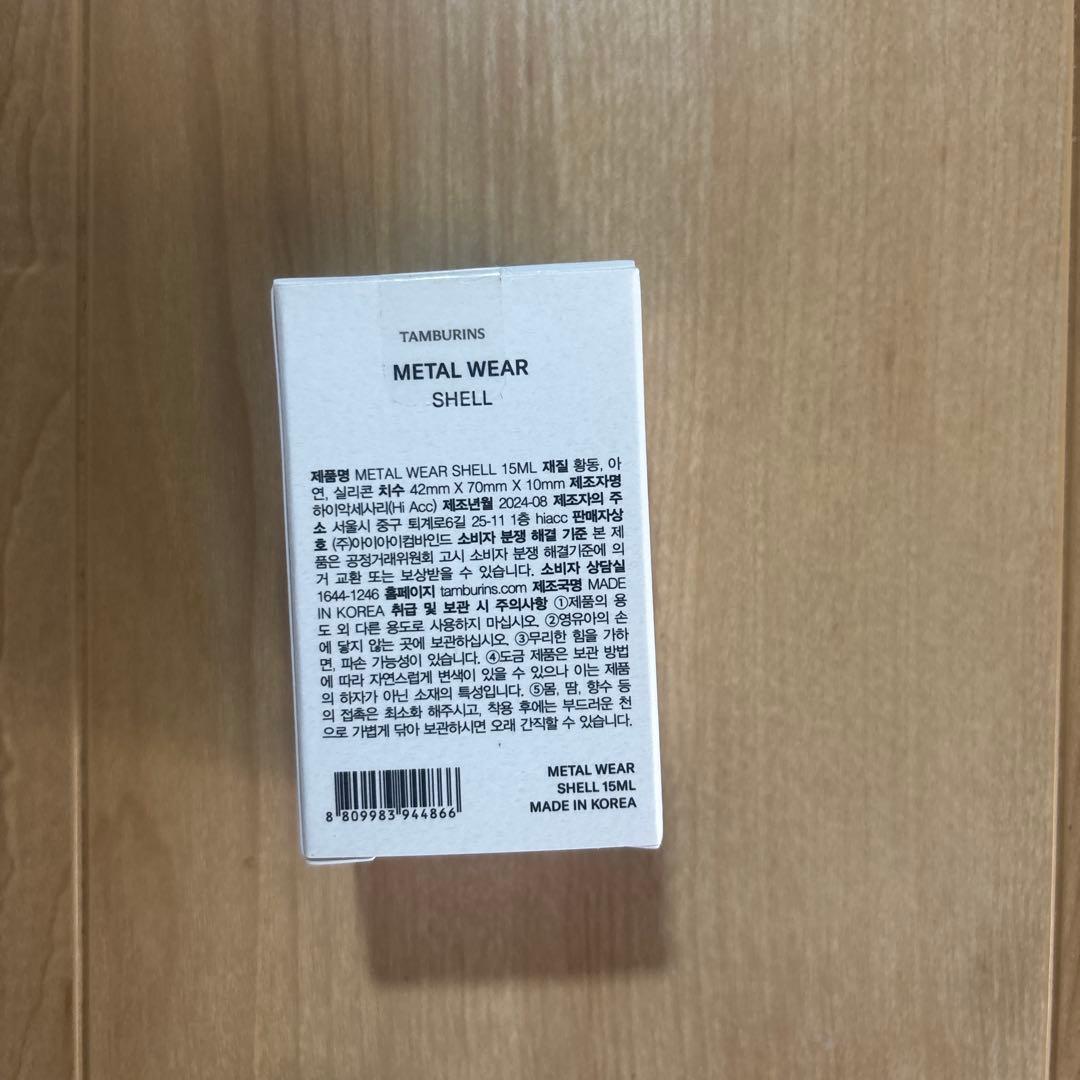 TAMBURINS
METAL WEAR
SHELL
제품명 METAL WEAR SHELL 15ML 재질 황동, 아
연, 실리콘 치수 42mm X 70mm X 10mm 제조자명
하이악세사리(Hi Acc) 제조년월 2024-08 제조자의 주
소 서울시 중구 퇴계로6길 25-11 1층 hiacc 판매자상
호 (주)아이아이컴바인드 소비자 분쟁 해결 기준 본 제
품은 공정거래위원회 고시 소비자 분쟁 해결기준에 의
거 교환 또는 보상받을 수 있습니다. 소비자 상담실
1644-1246 홈페이지 tamburins.com 제조국명 MADE
IN KOREA 취급 및 보관 시 주의사항 ①제품의 용
도 외 다른 용도로 사용하지 마십시오. ②영유아의 손
에 닿지 않는 곳에 보관하십시오. ③무리한 힘을 가하
면, 파손 가능성이 있습니다. ④도금 제품은 보관 방법
에 따라 자연스럽게 변색이 있을 수 있으나 이는 제품
의 하자가 아닌 소재의 특성입니다. ⑤몸, 땀, 향수 등
의 접촉은 최소화 해주시고, 착용 후에는 부드러운 천
으로 가볍게 닦아 보관하시면 오래 간직할 수 있습니다.
8 809983 944866
METAL WEAR
SHELL 15ML
MADE IN KOREA